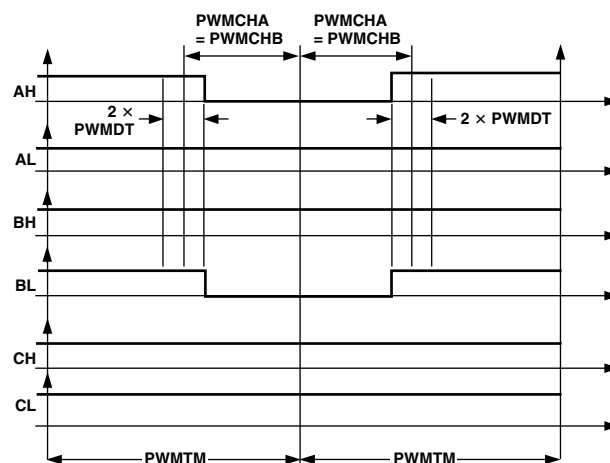 PWMCHA
= PWMCHB
PWMCHA
= PWMCHB
AH
2 ×
PWMDT
2 × PWMDT
AL
BH
BL
CH
CL
PWMTM
PWMTM